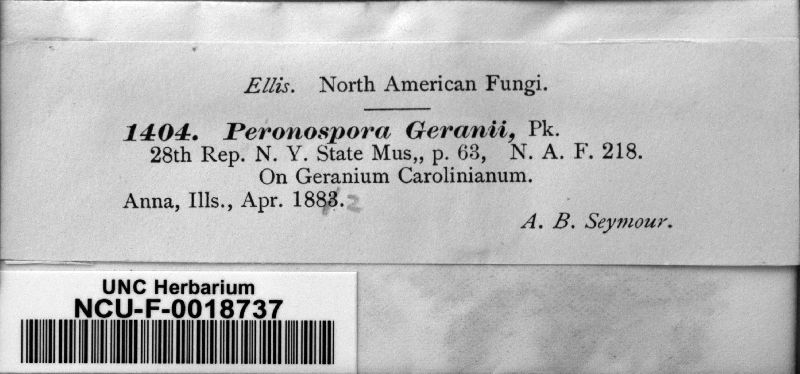 Ellis. North American Fungi.
1404. Peronospora Geranii, Pk.
28th Rep. N. Y. State Mus,, p. 63, N. A. F. 218.
On Geranium Carolinianum.
Anna, Ills., Apr. 1883. 2
A. B. Seymour.
UNC Herbarium
NCU-F-0018737